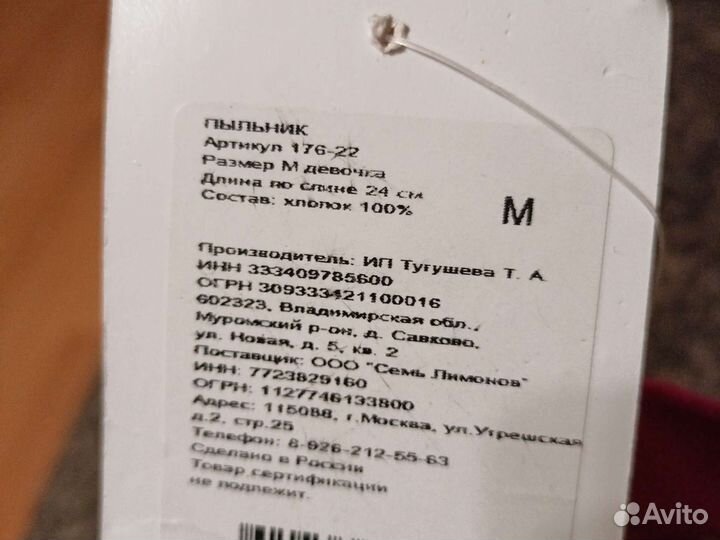 ПЫЛЬНИК
Артикул 176-22
Размер М девочка
Длина по спине 24 см
Состав: хлопок 100%
М
Производитель: ИП Тугушева Т. А.
ИНН 333409785600
ОГРН 309333421100016
602323, Владимирская обл.,
Муромский р-он, д. Савково,
ул. Новая, д. 5, кв. 2
Поставщик: ООО "Семь Лимонов"
ИНН: 7723829160
ОГРН: 1127746133800
Адрес: 115088, г.Москва, ул.Угрешская
д.2, стр.25
Телефон: 8-926-212-55-63
Сделано в России
Товар сертификации
не подлежит.
Avito